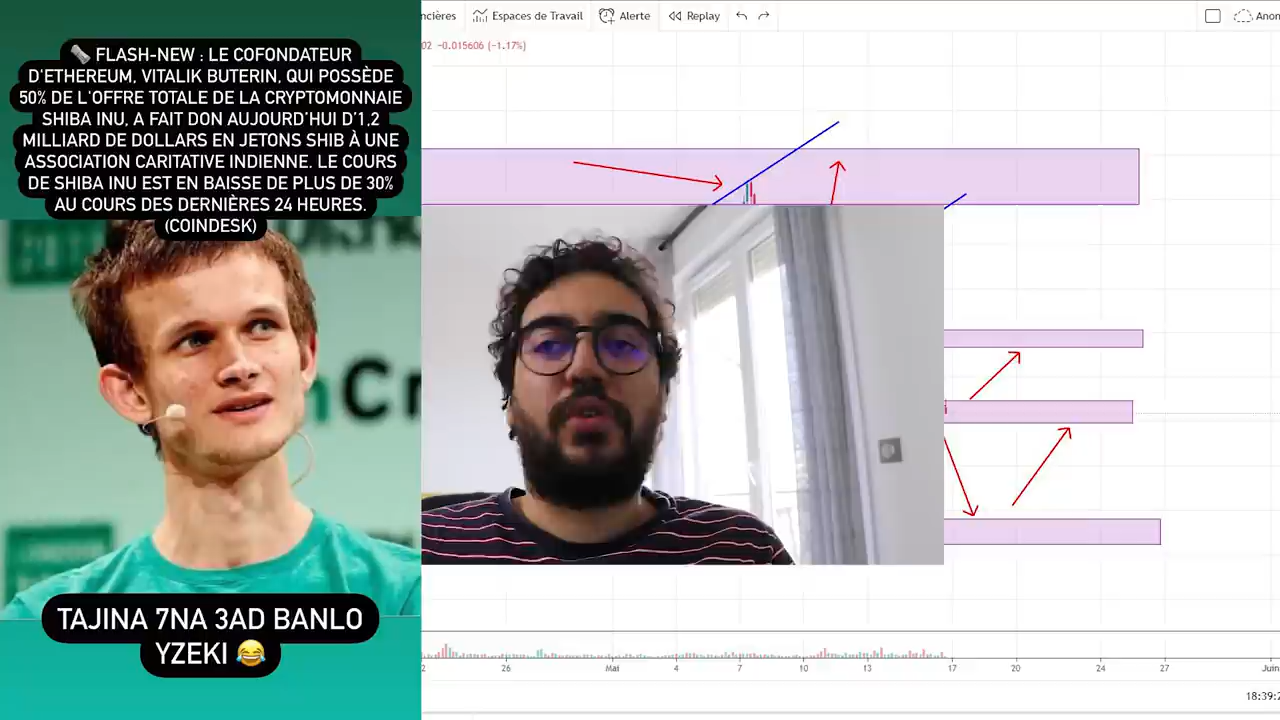 ncières
Espaces de Travail
Alerte
Replay
Anon
02 −0.015606 (−1.17%)
🗞️ FLASH-NEW : LE COFONDATEUR
D'ETHEREUM, VITALIK BUTERIN, QUI POSSÈDE
50% DE L'OFFRE TOTALE DE LA CRYPTOMONNAIE
SHIBA INU, A FAIT DON AUJOURD'HUI D'1,2
MILLIARD DE DOLLARS EN JETONS SHIB À UNE
ASSOCIATION CARITATIVE INDIENNE. LE COURS
DE SHIBA INU EST EN BAISSE DE PLUS DE 30%
AU COURS DES DERNIÈRES 24 HEURES.
(COINDESK)
TAJINA 7NA 3AD BANLO
YZEKI 😂
2 26 Mai 4 7 10 13 17 20 24 27 Juin
18:39:2